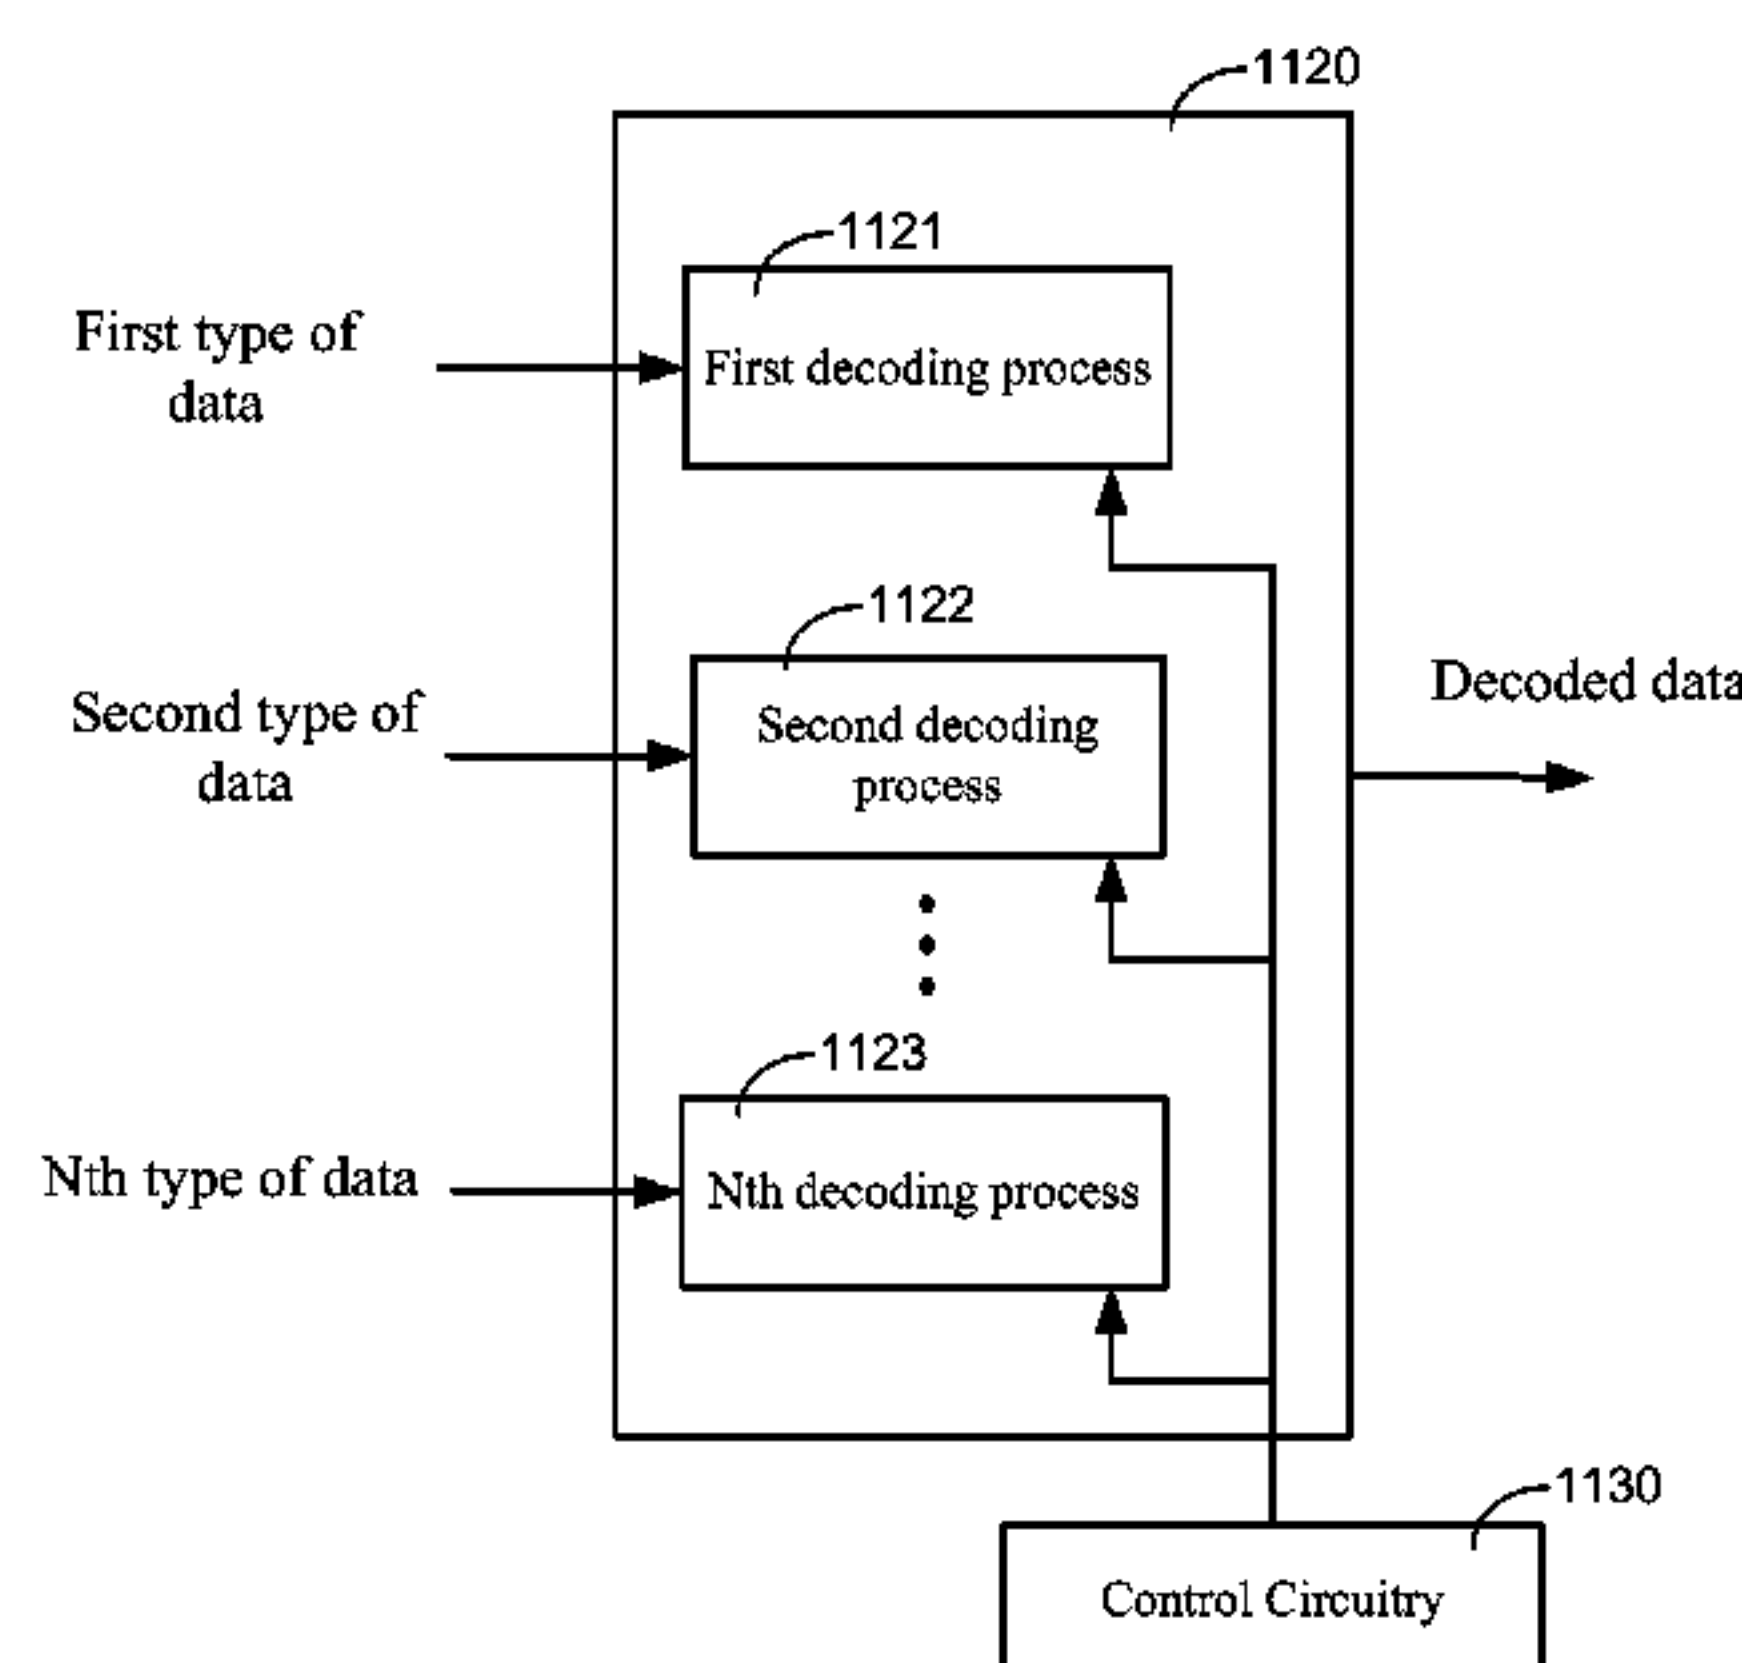 1120
1121
First type of
data
First decoding process
1122
Second type of
data
Second decoding
process
Decoded data
1123
Nth type of data
Nth decoding process
1130
Control Circuitry